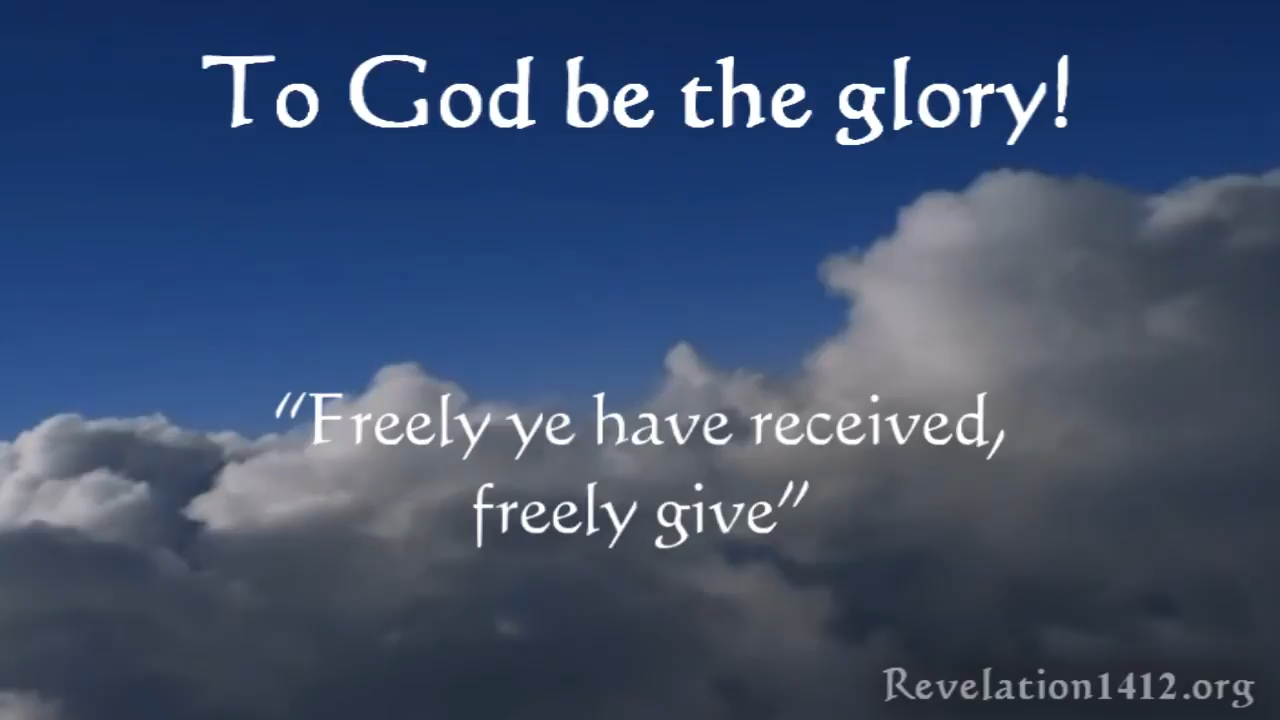 To God be the glory!
“Freely ye have received,
freely give”
Revelation1412.org